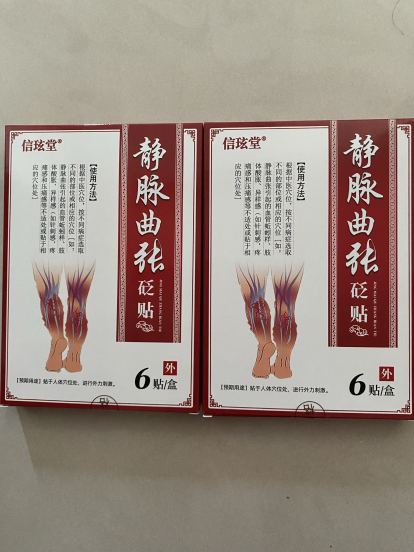 信玹堂®
静脉曲张
砭贴
【使用方法】
根据中医穴位，按不同病症选取
不同的部位或相应的穴位（如，
静脉曲张引起的血管蚯蚓样，肢
体酸胀、异样感（如针刺感，疼
痛感和压痛感等不适处或贴于相
应的穴位处）
【预期用途】贴于人体穴位处，进行外力刺激。
外
6贴/盒
信玹堂®
静脉曲张
砭贴
【使用方法】
根据中医穴位，按不同病症选取
不同的部位或相应的穴位（如，
静脉曲张引起的血管蚯蚓样，肢
体酸胀、异样感（如针刺感，疼
痛感和压痛感等不适处或贴于相
应的穴位处）
【预期用途】贴于人体穴位处，进行外力刺激。
外
6贴/盒